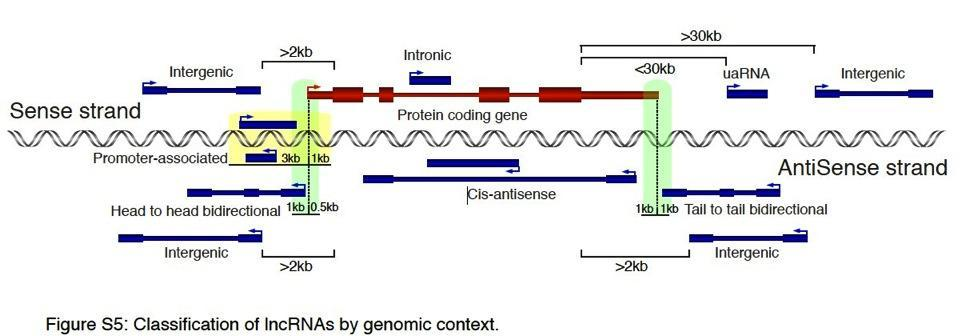 >30kb
>2kb
Intronic
<30kb
uaRNA
Intergenic
Intergenic
Sense strand
Protein coding gene
Promoter-associated
3kb
1kb
AntiSense strand
Cis-antisense
Head to head bidirectional
1kb
0.5kb
1kb
1kb
Tail to tail bidirectional
Intergenic
Intergenic
>2kb
>2kb
Figure S5: Classification of lncRNAs by genomic context.